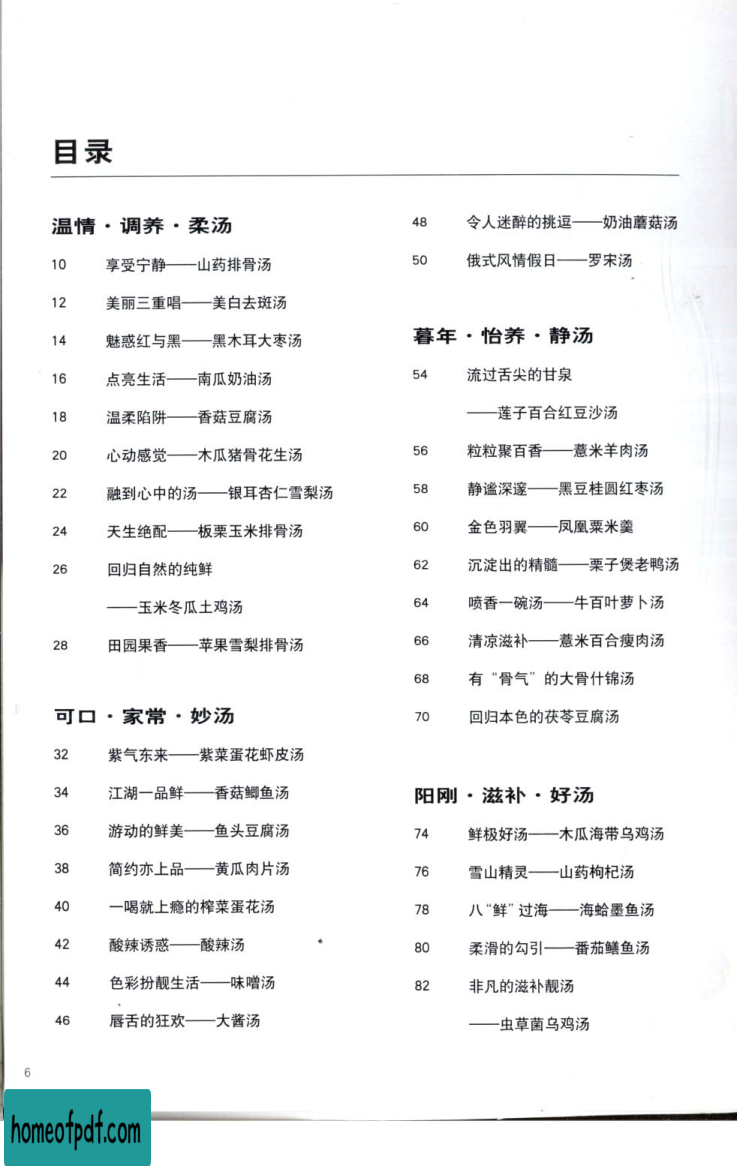 目录
温情·调养·柔汤
10 享受宁静——山药排骨汤
12 美丽三重唱——美白去斑汤
14 魅惑红与黑——黑木耳大枣汤
16 点亮生活——南瓜奶油汤
18 温柔陷阱——香菇豆腐汤
20 心动感觉——木瓜猪骨花生汤
22 融到心中的汤——银耳杏仁雪梨汤
24 天生绝配——板栗玉米排骨汤
26 回归自然的纯鲜
——玉米冬瓜土鸡汤
28 田园果香——苹果雪梨排骨汤
可口·家常·妙汤
32 紫气东来——紫菜蛋花虾皮汤
34 江湖一品鲜——香菇鲫鱼汤
36 游动的鲜美——鱼头豆腐汤
38 简约亦上品——黄瓜肉片汤
40 一喝就上瘾的榨菜蛋花汤
42 酸辣诱惑——酸辣汤
44 色彩扮靓生活——味噌汤
46 唇舌的狂欢——大酱汤
48 令人迷醉的挑逗——奶油蘑菇汤
50 俄式风情假日——罗宋汤
暮年·怡养·静汤
54 流过舌尖的甘泉
——莲子百合红豆沙汤
56 粒粒聚百香——薏米羊肉汤
58 静谧深邃——黑豆桂圆红枣汤
60 金色羽翼——凤凰粟米羹
62 沉淀出的精髓——栗子煲老鸭汤
64 喷香一碗汤——牛百叶萝卜汤
66 清凉滋补——薏米百合瘦肉汤
68 有“骨气”的大骨什锦汤
70 回归本色的茯苓豆腐汤
阳刚·滋补·好汤
74 鲜极好汤——木瓜海带乌鸡汤
76 雪山精灵——山药枸杞汤
78 八“鲜”过海——海蛤墨鱼汤
80 柔滑的勾引——番茄鳝鱼汤
82 非凡的滋补靓汤
——虫草菌乌鸡汤
6
homeofpdf.com